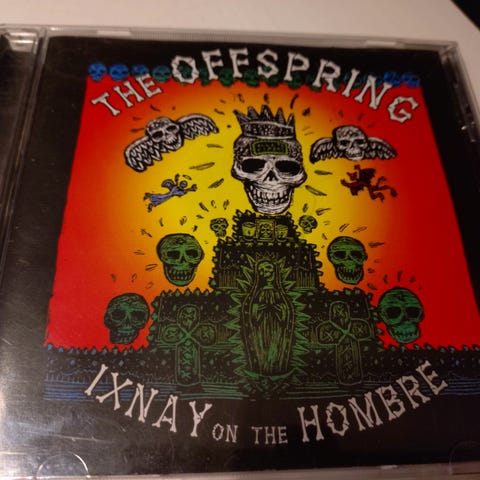 THE OFFSPRING
IXNAY ON THE HOMBRE